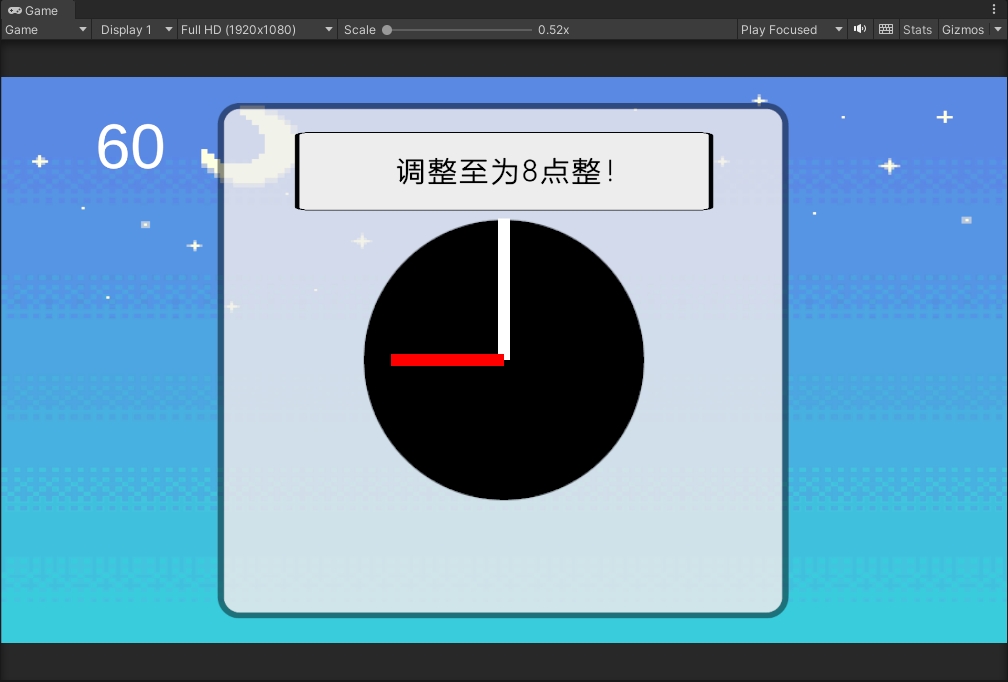 Game
Game Display 1 Full HD (1920x1080) Scale 0.52x Play Focused Stats Gizmos
60
调整至为8点整!